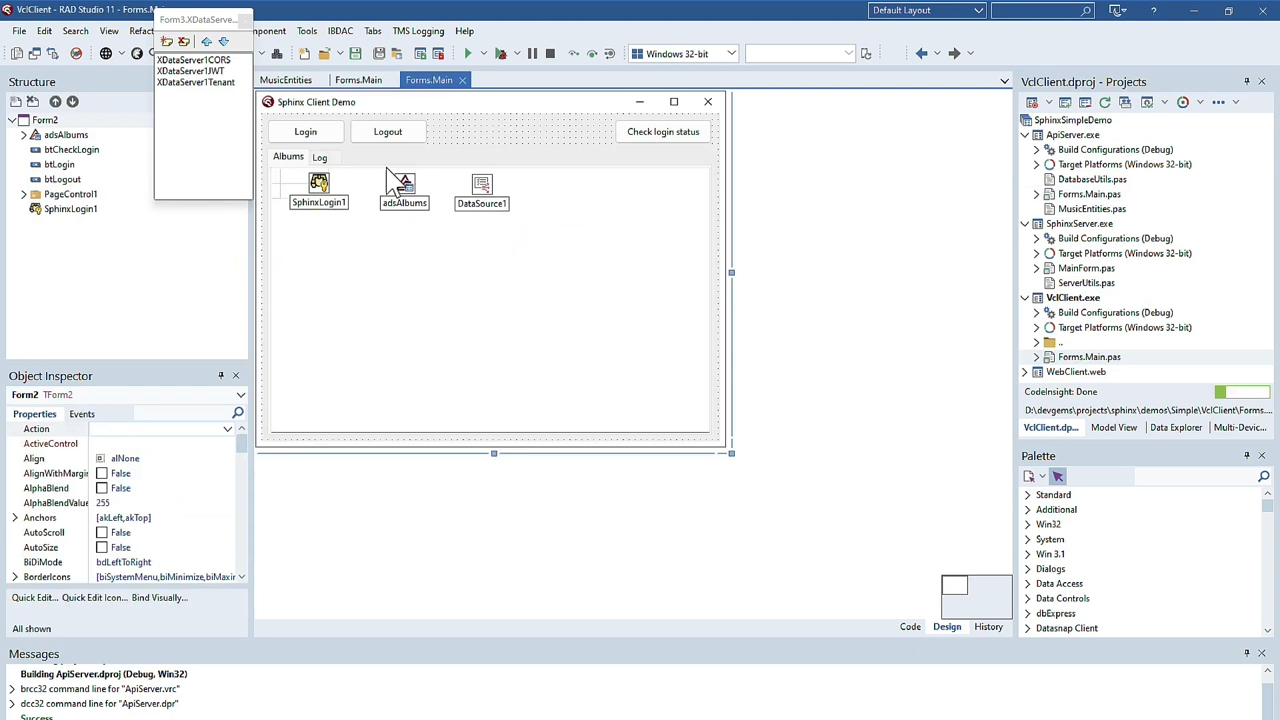 VclClient - RAD Studio 11 - Forms.M
Form3.XDataServe...
Default Layout
File
Edit
Search
View
Refact
ponent
Tools
IBDAC
Tabs
TMS Logging
Help
Windows 32-bit
XDataServer1CORS
XDataServer1JWT
XDataServer1Tenant
Structure
Form2
adsAlbums
btCheckLogin
btLogin
btLogout
PageControl1
SphinxLogin1
MusicEntities
Forms.Main
Forms.Main
Sphinx Client Demo
Login
Logout
Check login status
Albums
Log
SphinxLogin1
adsAlbums
DataSource1
Object Inspector
Form2 TForm2
Properties
Events
Action
ActiveControl
Align alNone
AlignWithMargin False
AlphaBlend False
AlphaBlendValue 255
Anchors [akLeft,akTop]
AutoScroll False
AutoSize False
BiDiMode bdLeftToRight
BorderIcons [biSystemMenu,biMinimize,biMaxir
Quick Edit... Quick Edit Icon... Bind Visually...
All shown
Code
Design
History
VclClient.dproj - Projects
SphinxSimpleDemo
ApiServer.exe
Build Configurations (Debug)
Target Platforms (Windows 32-bit)
DatabaseUtils.pas
Forms.Main.pas
MusicEntities.pas
SphinxServer.exe
Build Configurations (Debug)
Target Platforms (Windows 32-bit)
MainForm.pas
ServerUtils.pas
VclClient.exe
Build Configurations (Debug)
Target Platforms (Windows 32-bit)
..
Forms.Main.pas
WebClient.web
CodeInsight: Done
D:\devgems\projects\sphinx\demos\Simple\VclClient\Forms....
VclClient.dp...
Model View
Data Explorer
Multi-Devic...
Palette
Standard
Additional
Win32
System
Win 3.1
Dialogs
Data Access
Data Controls
dbExpress
Datasnap Client
Messages
Building ApiServer.dproj (Debug, Win32)
brcc32 command line for "ApiServer.vrc"
dcc32 command line for "ApiServer.dpr"
Success